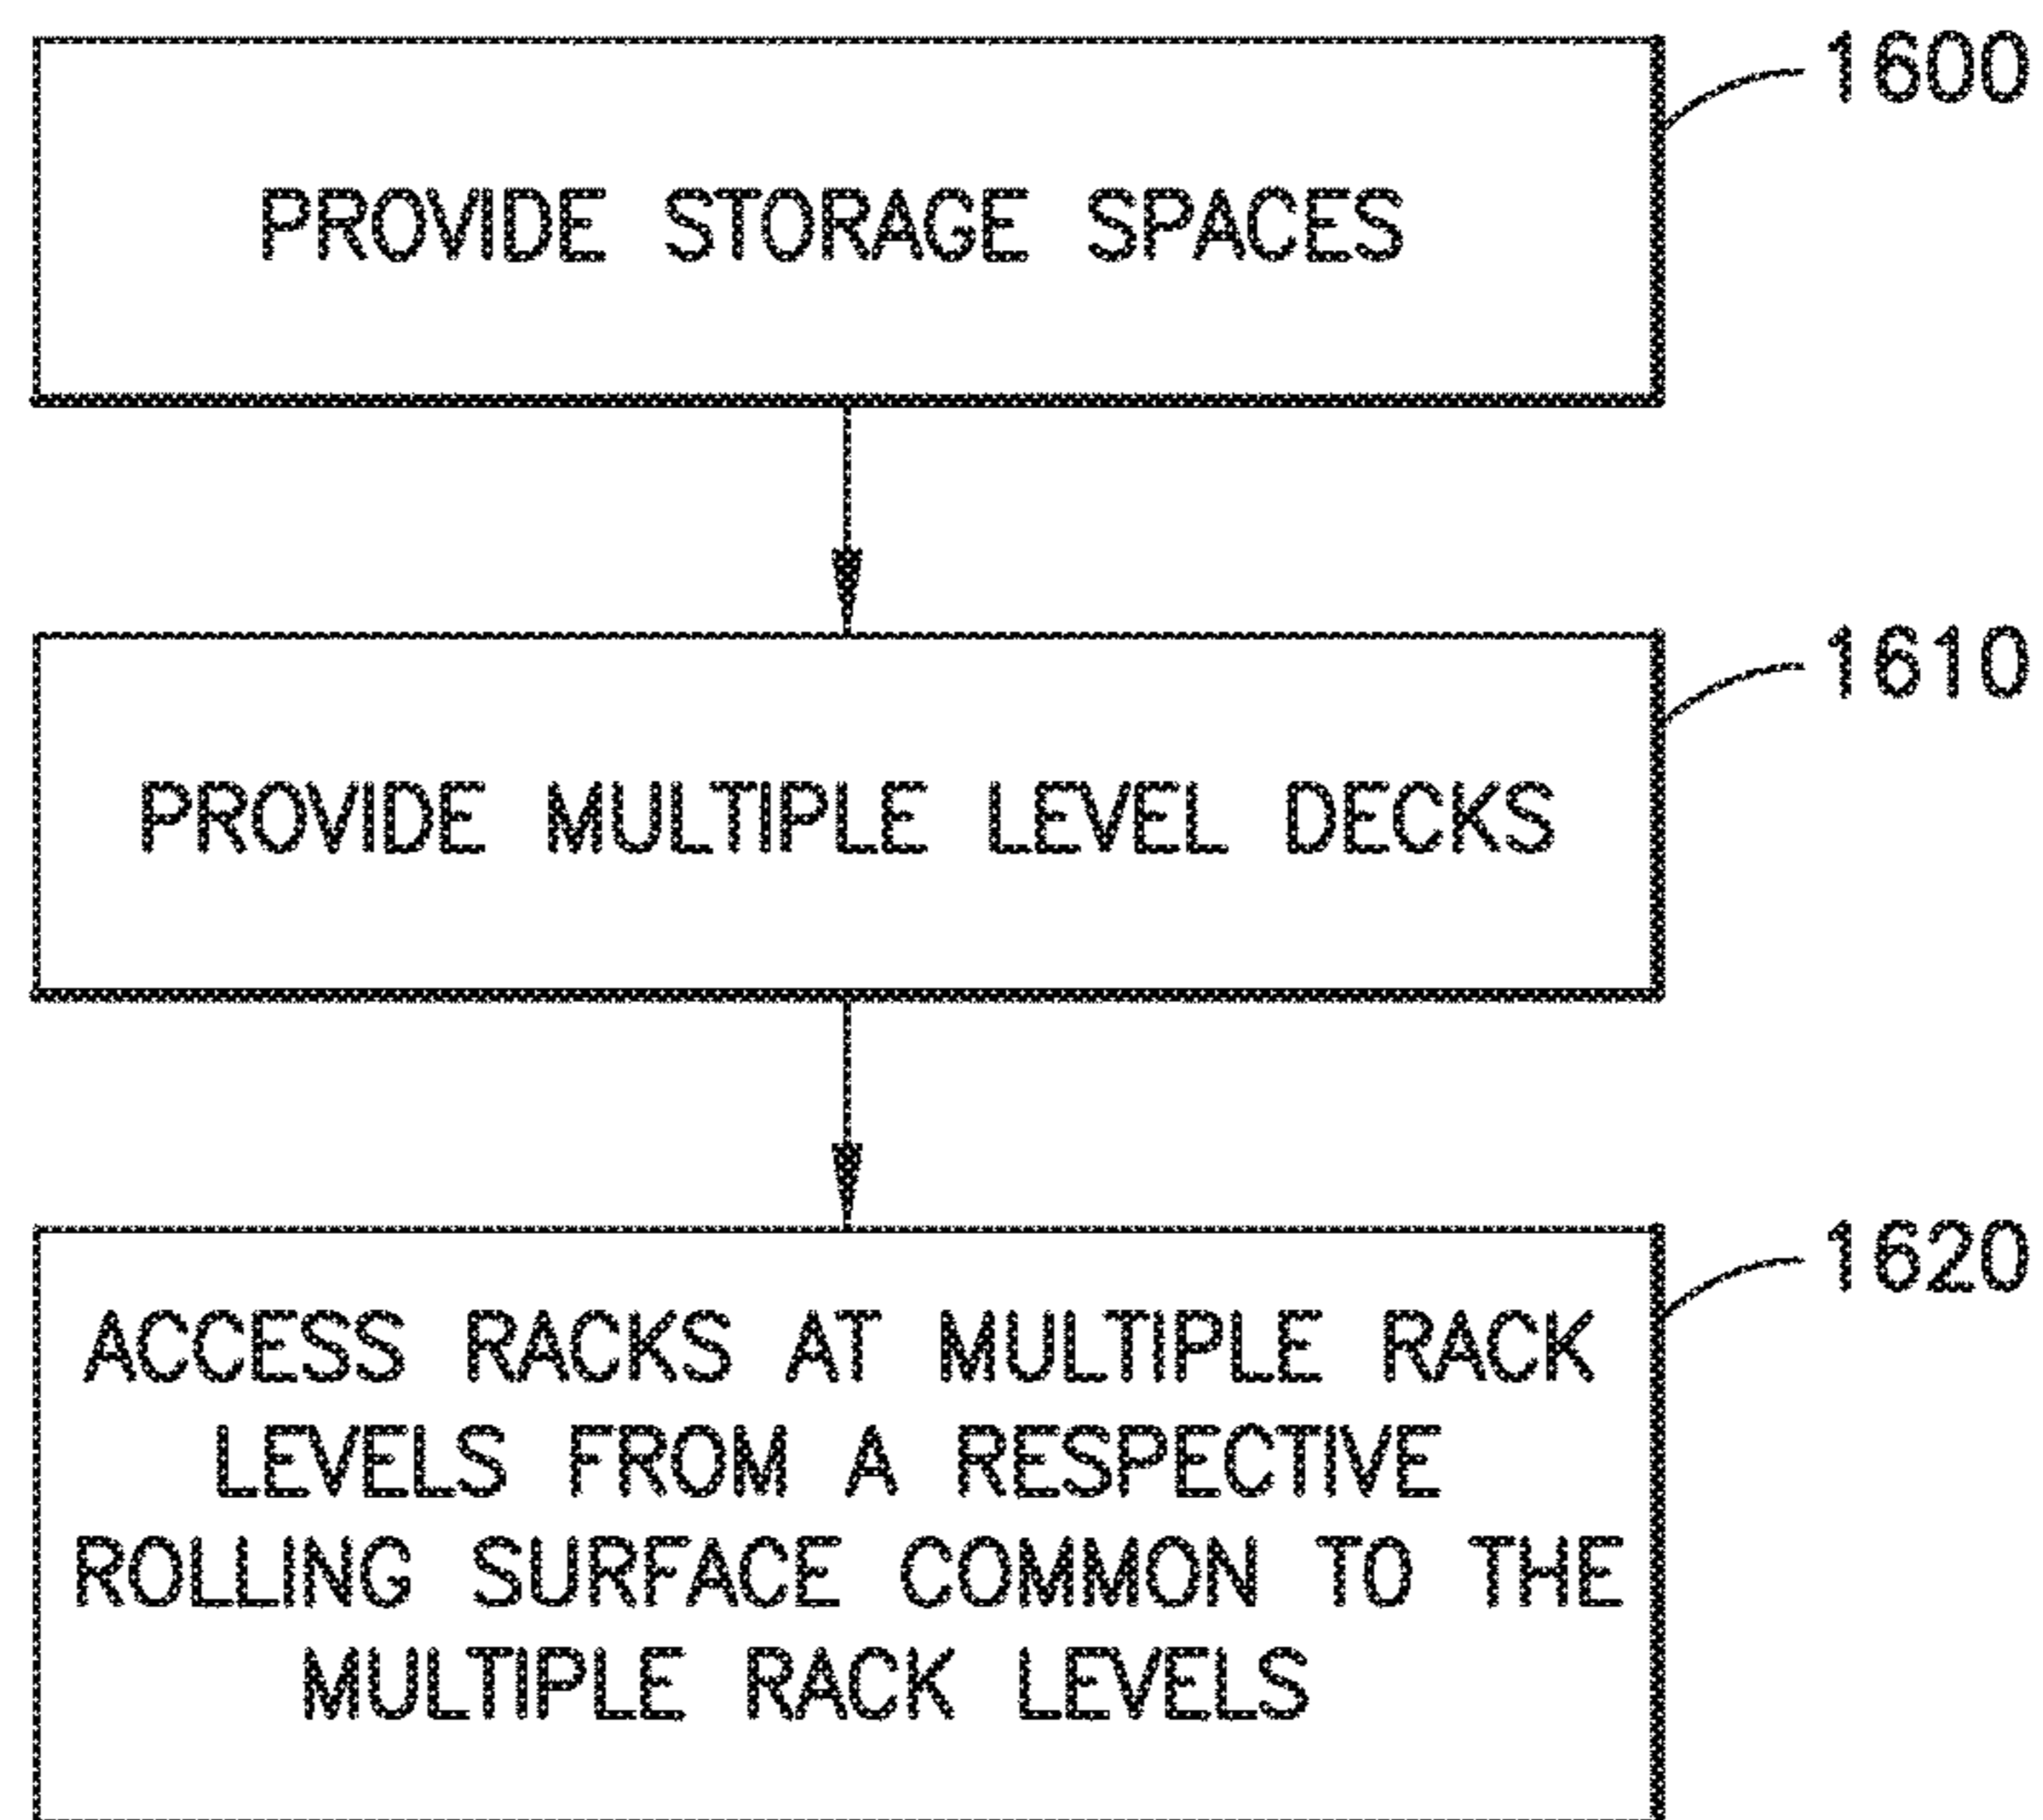 1600
PROVIDE STORAGE SPACES
1610
PROVIDE MULTIPLE LEVEL DECKS
1620
ACCESS RACKS AT MULTIPLE RACK
LEVELS FROM A RESPECTIVE
ROLLING SURFACE COMMON TO THE
MULTIPLE RACK LEVELS